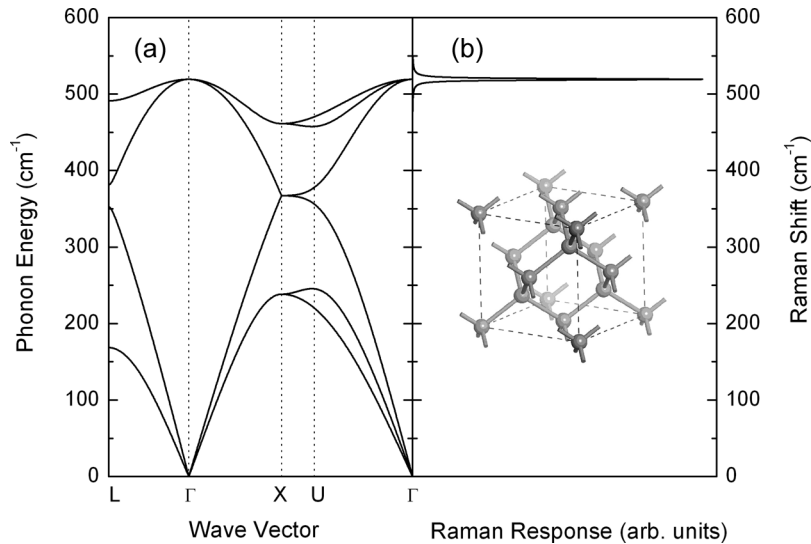 (a)
(b)
600
500
400
300
200
100
0
Phonon Energy (cm⁻¹)
L Γ X U Γ
Wave Vector
Raman Response (arb. units)
600
500
400
300
200
100
0
Raman Shift (cm⁻¹)